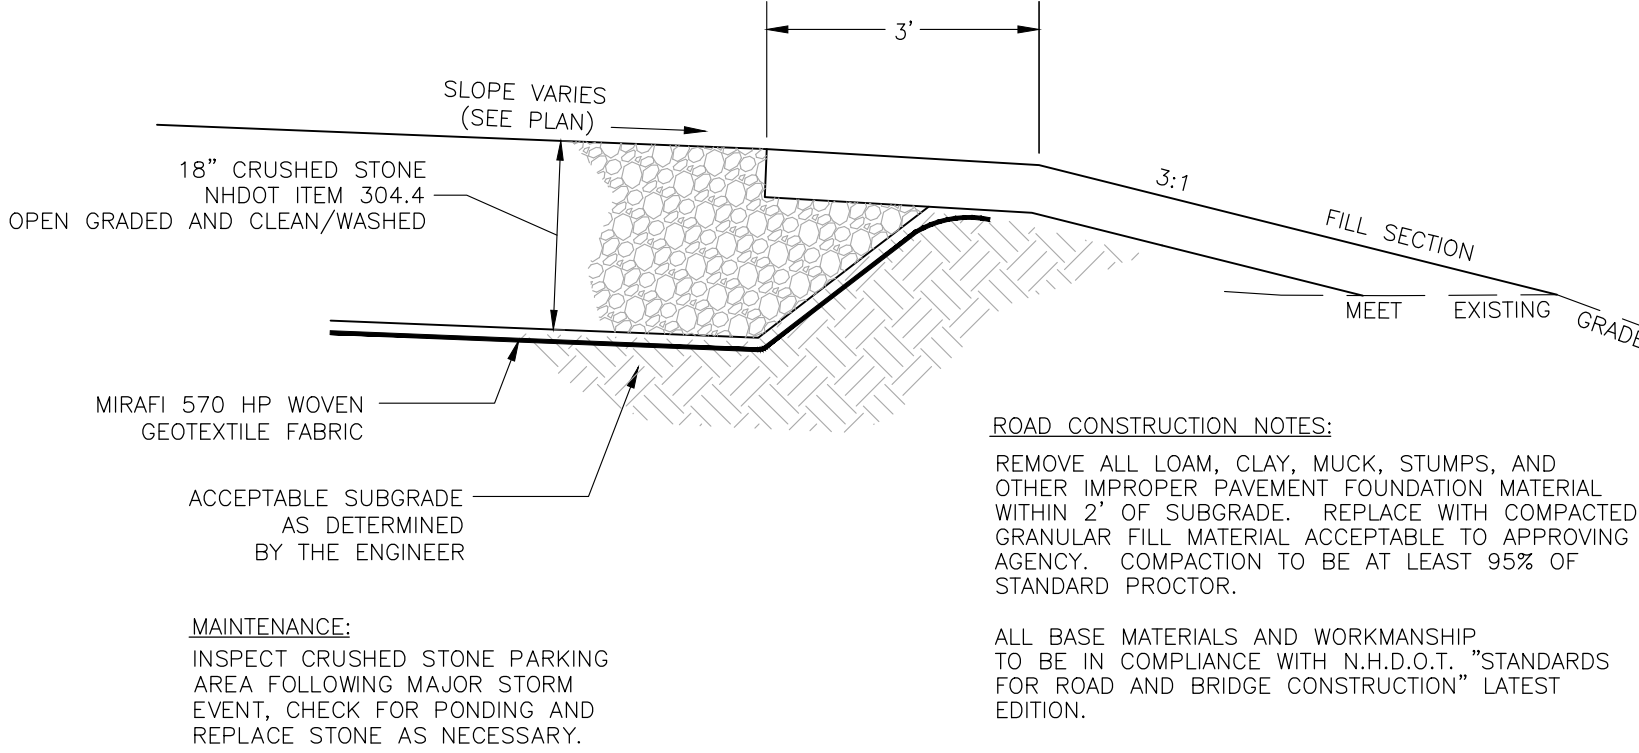 3'
SLOPE VARIES
(SEE PLAN)
18" CRUSHED STONE
NHDOT ITEM 304.4
OPEN GRADED AND CLEAN/WASHED
3:1
FILL SECTION
MEET EXISTING GRADE
MIRAFI 570 HP WOVEN
GEOTEXTILE FABRIC
ACCEPTABLE SUBGRADE
AS DETERMINED
BY THE ENGINEER
MAINTENANCE:
INSPECT CRUSHED STONE PARKING
AREA FOLLOWING MAJOR STORM
EVENT, CHECK FOR PONDING AND
REPLACE STONE AS NECESSARY.
ROAD CONSTRUCTION NOTES:
REMOVE ALL LOAM, CLAY, MUCK, STUMPS, AND
OTHER IMPROPER PAVEMENT FOUNDATION MATERIAL
WITHIN 2' OF SUBGRADE. REPLACE WITH COMPACTED
GRANULAR FILL MATERIAL ACCEPTABLE TO APPROVING
AGENCY. COMPACTION TO BE AT LEAST 95% OF
STANDARD PROCTOR.
ALL BASE MATERIALS AND WORKMANSHIP
TO BE IN COMPLIANCE WITH N.H.D.O.T. "STANDARDS
FOR ROAD AND BRIDGE CONSTRUCTION" LATEST
EDITION.